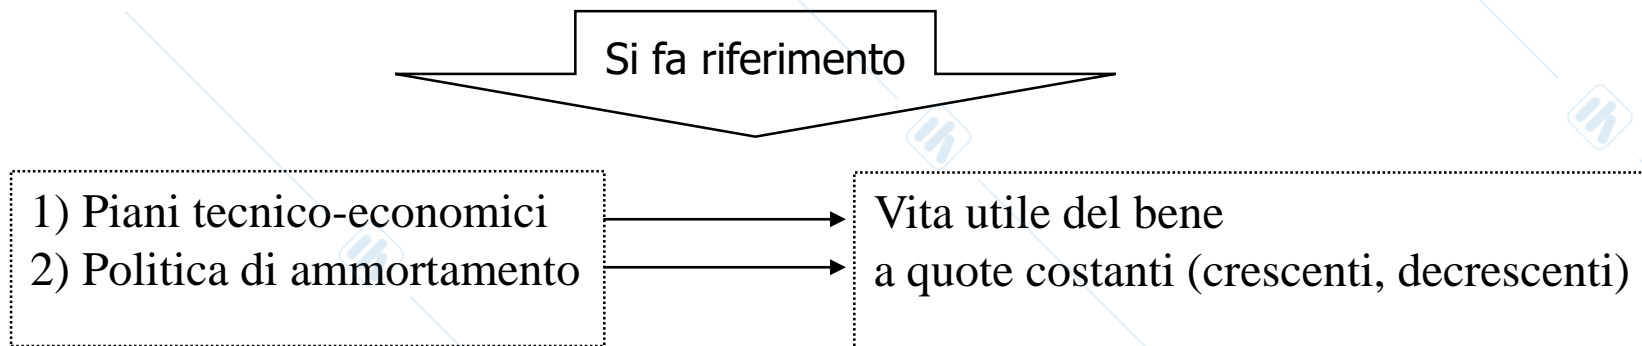 Si fa riferimento
1) Piani tecnico-economici
Vita utile del bene
2) Politica di ammortamento
a quote costanti (crescenti, decrescenti)